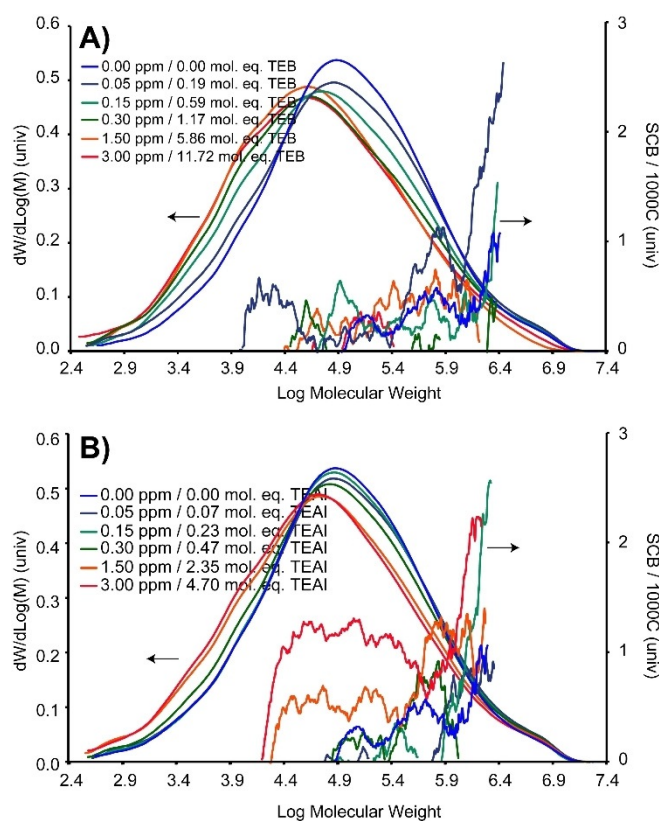 A)
0.00 ppm / 0.00 mol. eq. TEB
0.05 ppm / 0.19 mol. eq. TEB
0.15 ppm / 0.59 mol. eq. TEB
0.30 ppm / 1.17 mol. eq. TEB
1.50 ppm / 5.86 mol. eq. TEB
3.00 ppm / 11.72 mol. eq. TEB
dW/dLog(M) (univ)
0.6
0.5
0.4
0.3
0.2
0.1
0.0
3
2
1
0
SCB / 1000C (univ)
2.4 2.9 3.4 3.9 4.4 4.9 5.4 5.9 6.4 6.9 7.4
Log Molecular Weight
B)
0.00 ppm / 0.00 mol. eq. TEAl
0.05 ppm / 0.07 mol. eq. TEAl
0.15 ppm / 0.23 mol. eq. TEAl
0.30 ppm / 0.47 mol. eq. TEAl
1.50 ppm / 2.35 mol. eq. TEAl
3.00 ppm / 4.70 mol. eq. TEAl
dW/dLog(M) (univ)
0.6
0.5
0.4
0.3
0.2
0.1
0.0
3
2
1
0
SCB / 1000C (univ)
2.4 2.9 3.4 3.9 4.4 4.9 5.4 5.9 6.4 6.9 7.4
Log Molecular Weight